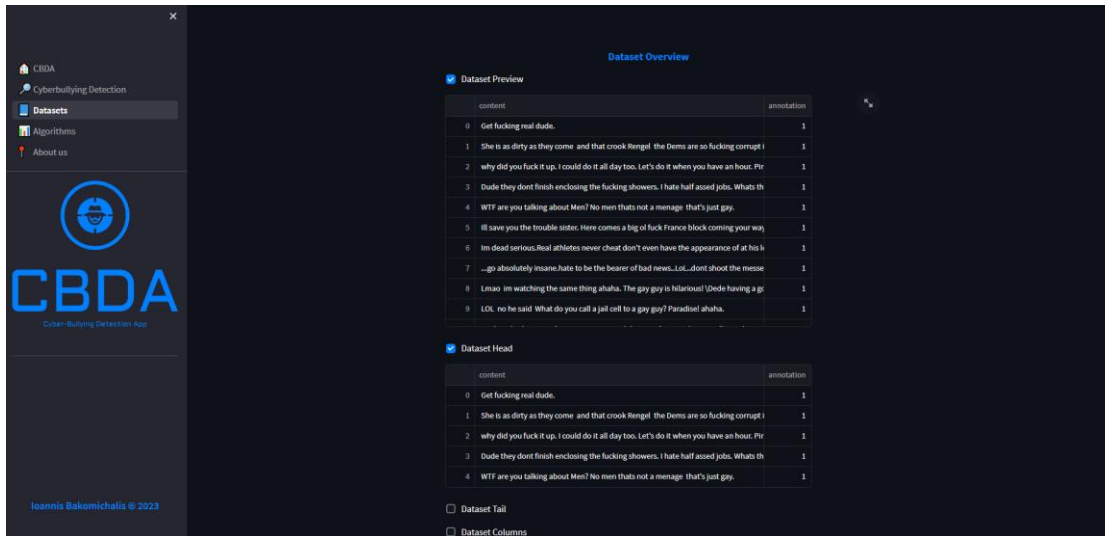 ×
CBDA
Cyberbullying Detection
Datasets
Algorithms
About us
CBDA
Cyber-Bullying Detection App
Ioannis Bakomichalis © 2023
Dataset Overview
Dataset Preview
content annotation
0 Get fucking real dude. 1
1 She is as dirty as they come and that crook Rengel the Dems are so fucking corrupt i 1
2 why did you fuck it up. I could do it all day too. Let's do it when you have an hour. Pir 1
3 Dude they dont finish enclosing the fucking showers. I hate half assed jobs. Whats th 1
4 WTF are you talking about Men? No men thats not a menage that's just gay. 1
5 Ill save you the trouble sister. Here comes a big ol fuck France block coming your way 1
6 Im dead serious.Real athletes never cheat don't even have the appearance of at his l 1
7 ...go absolutely insane.hate to be the bearer of bad news..LoL..dont shoot the messe 1
8 Lmao im watching the same thing ahaha. The gay guy is hilarious! \Dede having a go 1
9 LOL no he said What do you call a jail cell to a gay guy? Paradise! ahaha. 1
Dataset Head
content annotation
0 Get fucking real dude. 1
1 She is as dirty as they come and that crook Rengel the Dems are so fucking corrupt i 1
2 why did you fuck it up. I could do it all day too. Let's do it when you have an hour. Pir 1
3 Dude they dont finish enclosing the fucking showers. I hate half assed jobs. Whats th 1
4 WTF are you talking about Men? No men thats not a menage that's just gay. 1
Dataset Tail
Dataset Columns